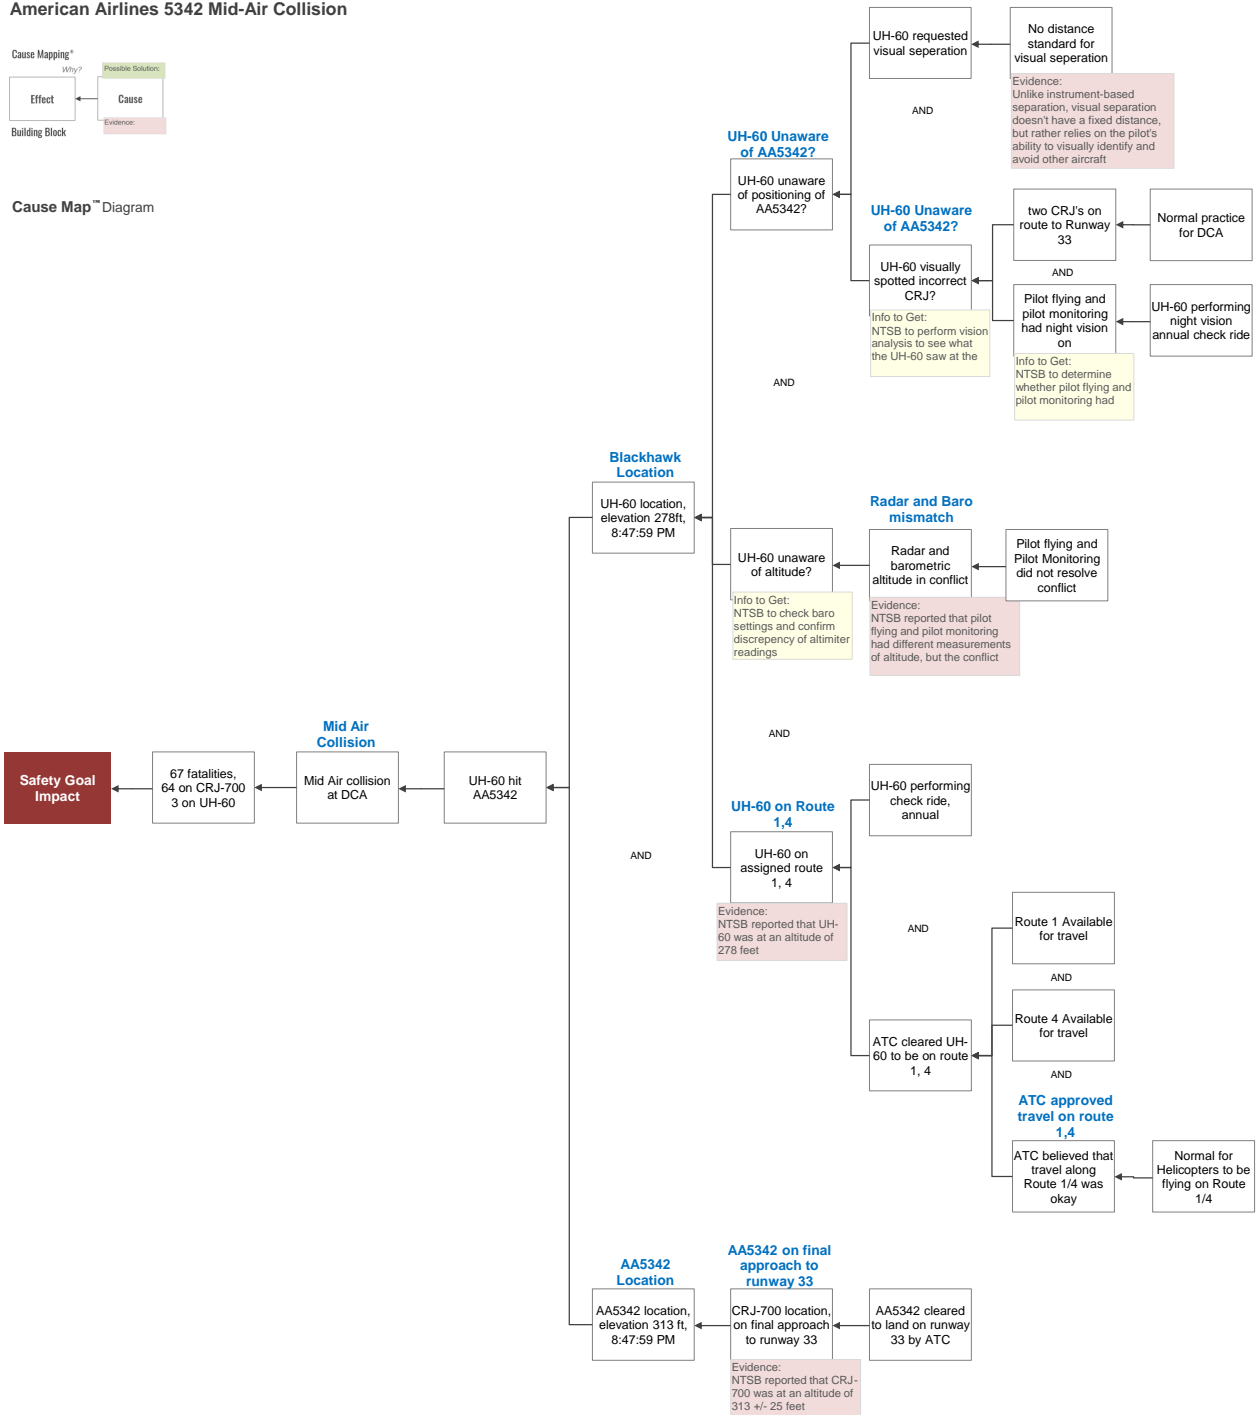 American Airlines 5342 Mid-Air Collision
Cause Mapping®
Why?
Possible Solution:
Effect
Cause
Evidence:
Building Block
Cause Map™ Diagram
UH-60 requested
visual seperation
No distance
standard for
visual seperation
Evidence:
Unlike instrument-based
separation, visual separation
doesn't have a fixed distance,
but rather relies on the pilot's
ability to visually identify and
avoid other aircraft
AND
UH-60 Unaware
of AA5342?
UH-60 unaware
of positioning of
AA5342?
UH-60 Unaware
of AA5342?
UH-60 visually
spotted incorrect
CRJ?
Info to Get:
NTSB to perform vision
analysis to see what
the UH-60 saw at the
two CRJ's on
route to Runway
33
Normal practice
for DCA
AND
Pilot flying and
pilot monitoring
had night vision
on
UH-60 performing
night vision
annual check ride
Info to Get:
NTSB to determine
whether pilot flying and
pilot monitoring had
AND
Blackhawk
Location
UH-60 location,
elevation 278ft,
8:47:59 PM
UH-60 unaware
of altitude?
Info to Get:
NTSB to check baro
settings and confirm
discrepency of altimiter
readings
Radar and Baro
mismatch
Radar and
barometric
altitude in conflict
Evidence:
NTSB reported that pilot
flying and pilot monitoring
had different measurements
of altitude, but the conflict
Pilot flying and
Pilot Monitoring
did not resolve
conflict
AND
Safety Goal
Impact
67 fatalities,
64 on CRJ-700
3 on UH-60
Mid Air
Collision
Mid Air collision
at DCA
UH-60 hit
AA5342
AND
UH-60 on Route
1,4
UH-60 on
assigned route
1, 4
Evidence:
NTSB reported that UH-
60 was at an altitude of
278 feet
UH-60 performing
check ride,
annual
AND
ATC cleared UH-
60 to be on route
1, 4
Route 1 Available
for travel
AND
Route 4 Available
for travel
AND
ATC approved
travel on route
1,4
ATC believed that
travel along
Route 1/4 was
okay
Normal for
Helicopters to be
flying on Route
1/4
AA5342
Location
AA5342 location,
elevation 313 ft,
8:47:59 PM
AA5342 on final
approach to
runway 33
CRJ-700 location,
on final approach
to runway 33
Evidence:
NTSB reported that CRJ-
700 was at an altitude of
313 +/- 25 feet
AA5342 cleared
to land on runway
33 by ATC